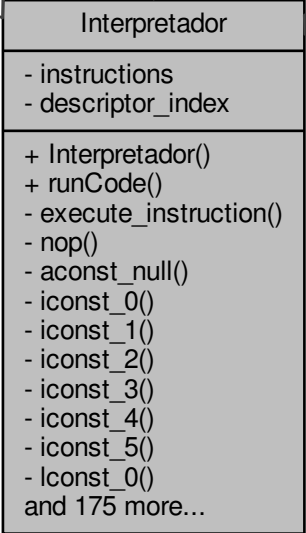 Interpretador
- instructions
- descriptor_index
+ Interpretador()
+ runCode()
- execute_instruction()
- nop()
- aconst_null()
- iconst_0()
- iconst_1()
- iconst_2()
- iconst_3()
- iconst_4()
- iconst_5()
- lconst_0()
and 175 more...